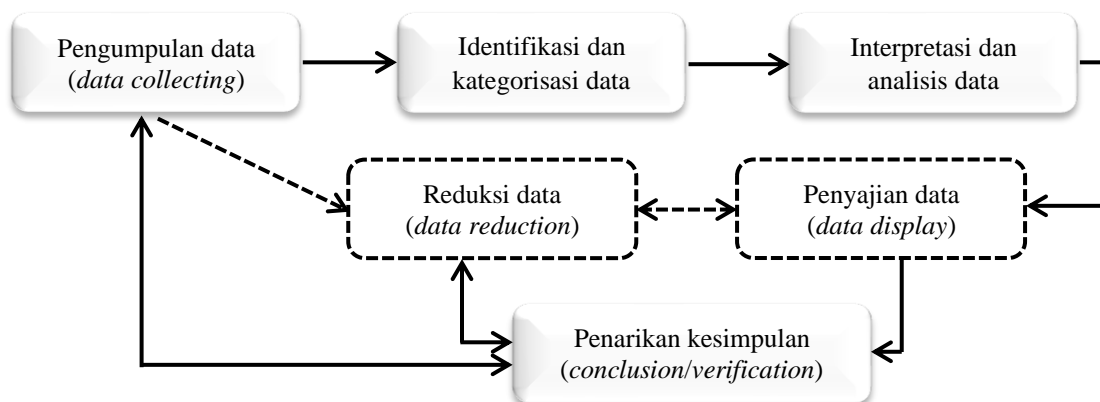 Pengumpulan data
(data collecting)
Identifikasi dan
kategorisasi data
Interpretasi dan
analisis data
Reduksi data
(data reduction)
Penyajian data
(data display)
Penarikan kesimpulan
(conclusion/verification)